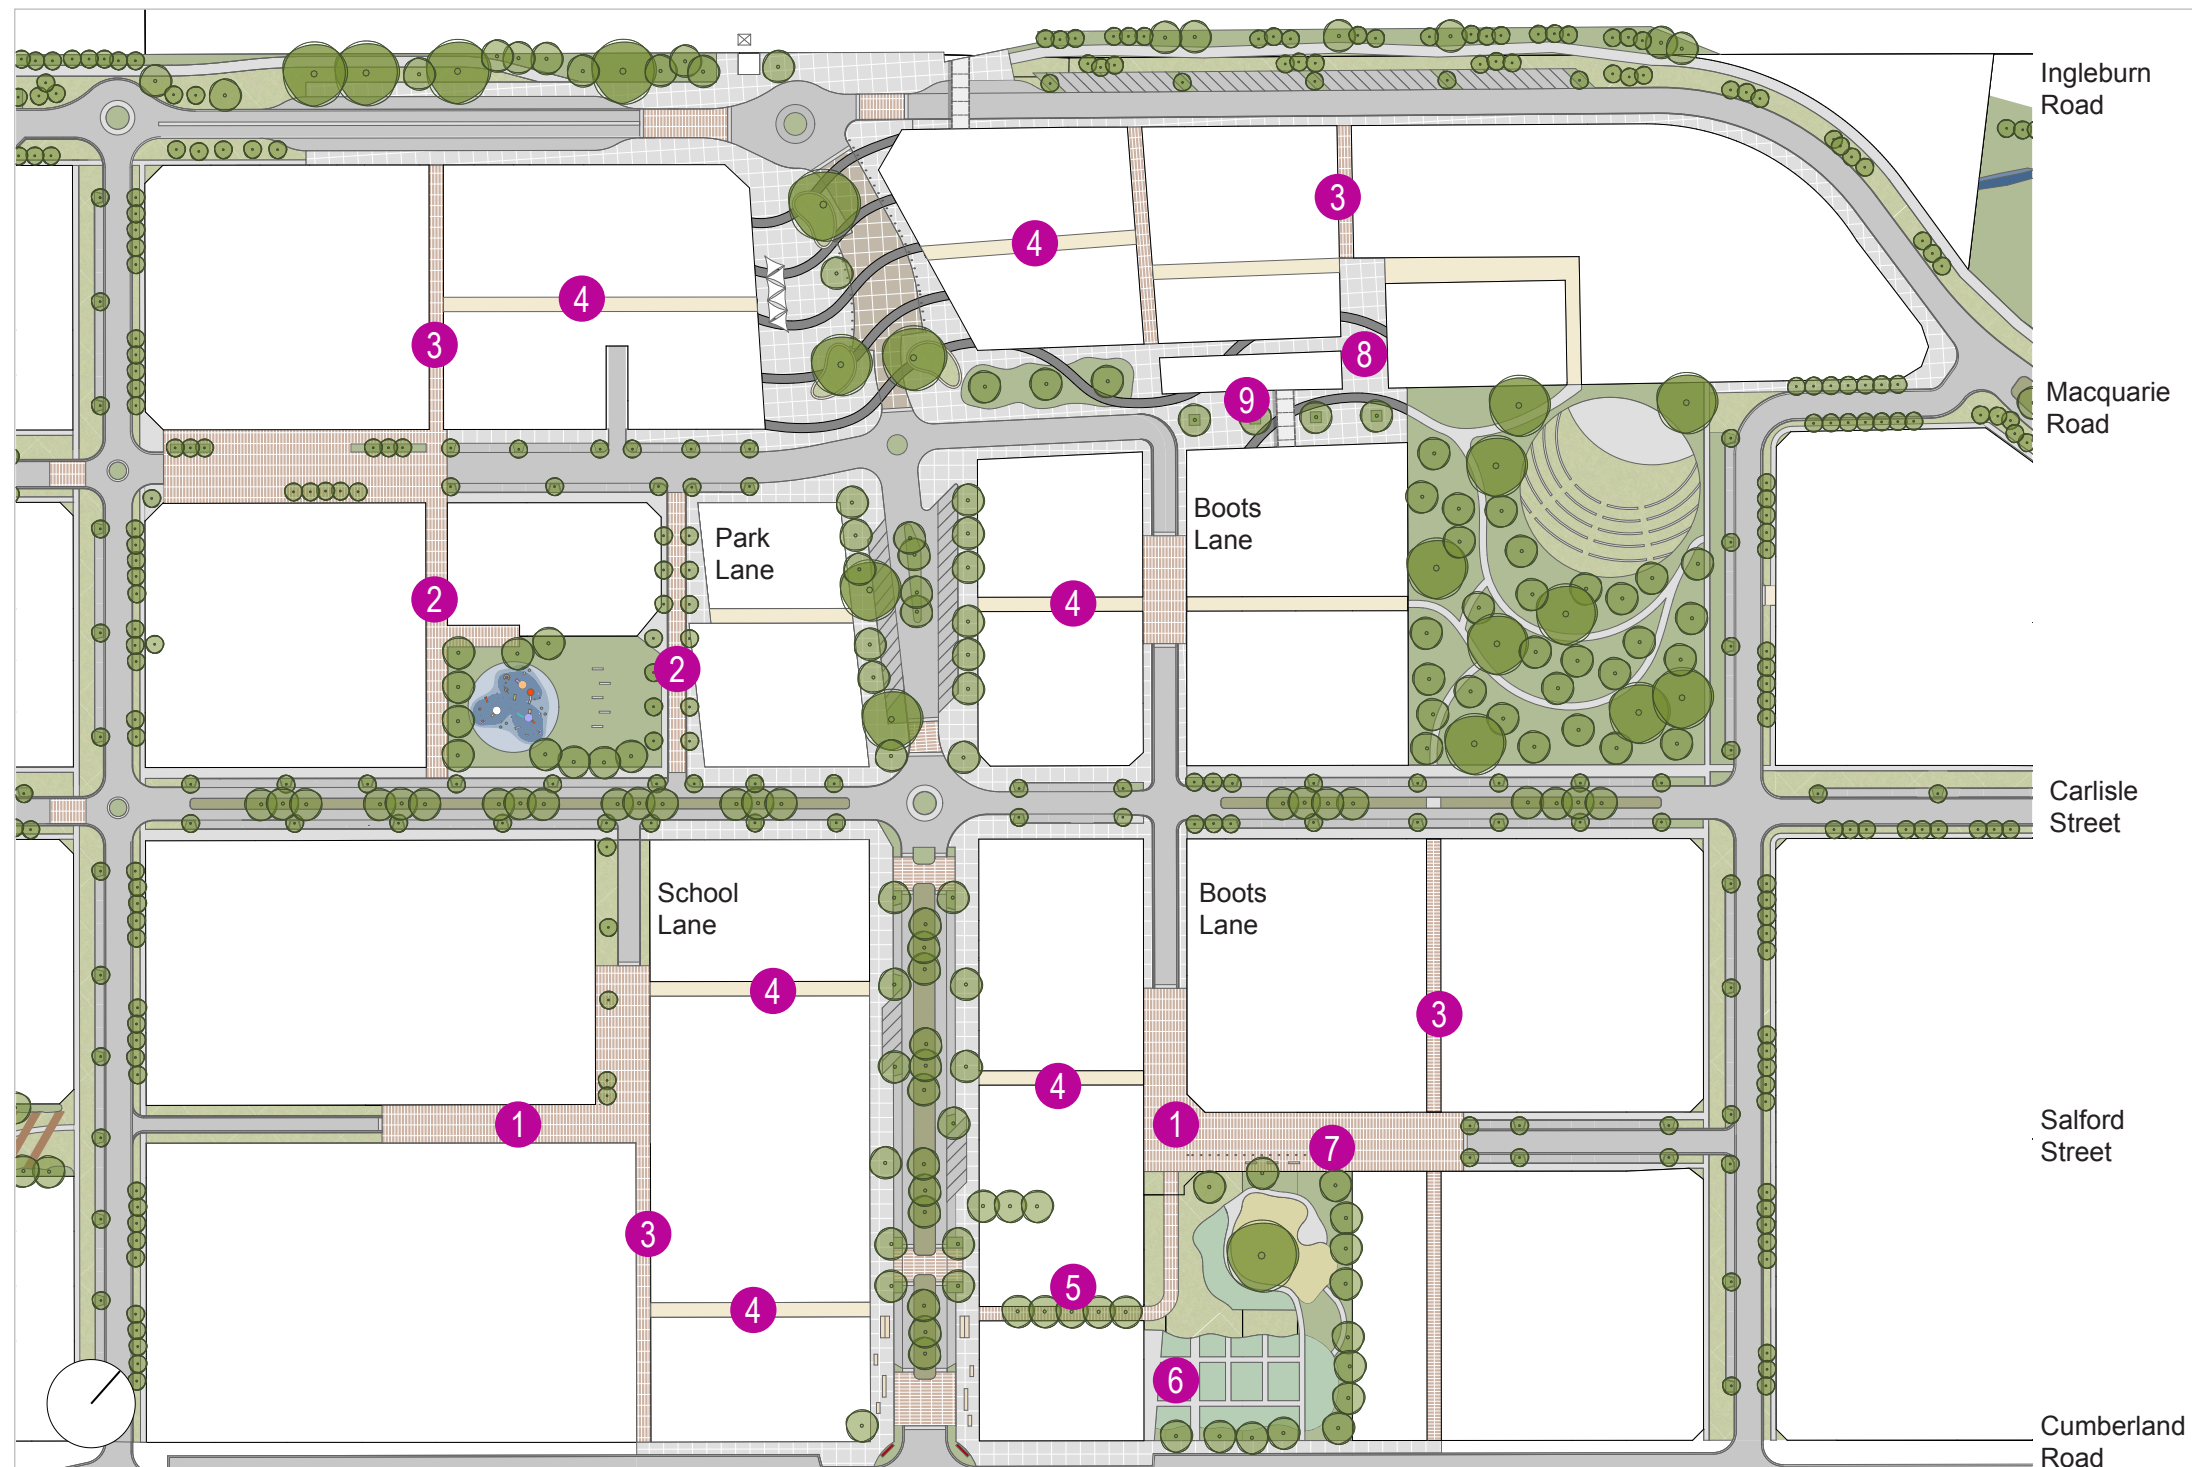 Ingleburn
Road
3
4
4
3
8
Macquarie
Road
9
Boots
Lane
Park
Lane
2
4
2
Carlisle
Street
School
Lane
Boots
Lane
4
3
4
1
1
7
Salford
Street
3
5
4
6
Cumberland
Road